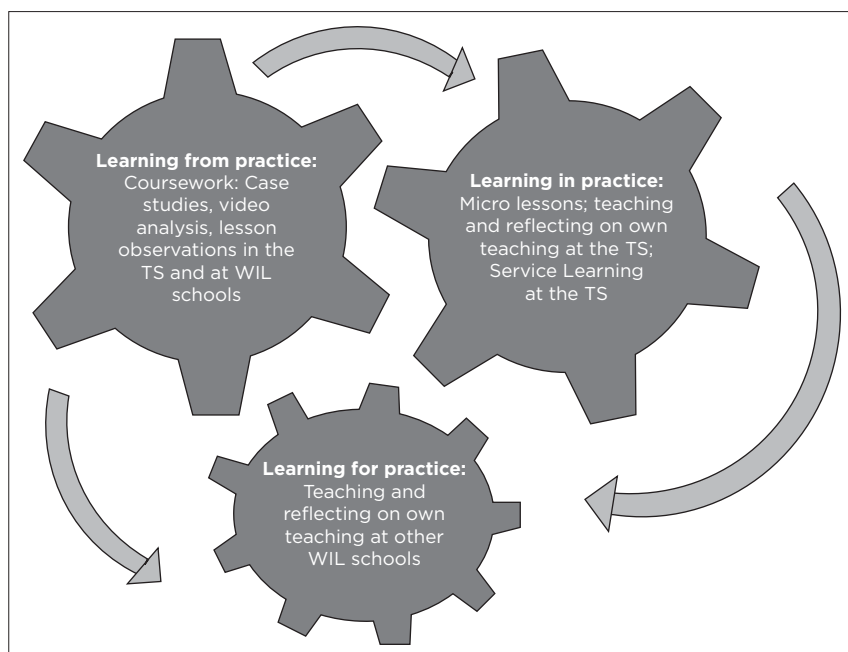 Learning from practice:
Coursework: Case
studies, video
analysis, lesson
observations in the
TS and at WIL
schools
Learning in practice:
Micro lessons; teaching
and reflecting on own
teaching at the TS;
Service Learning
at the TS
Learning for practice:
Teaching and
reflecting on own
teaching at other
WIL schools